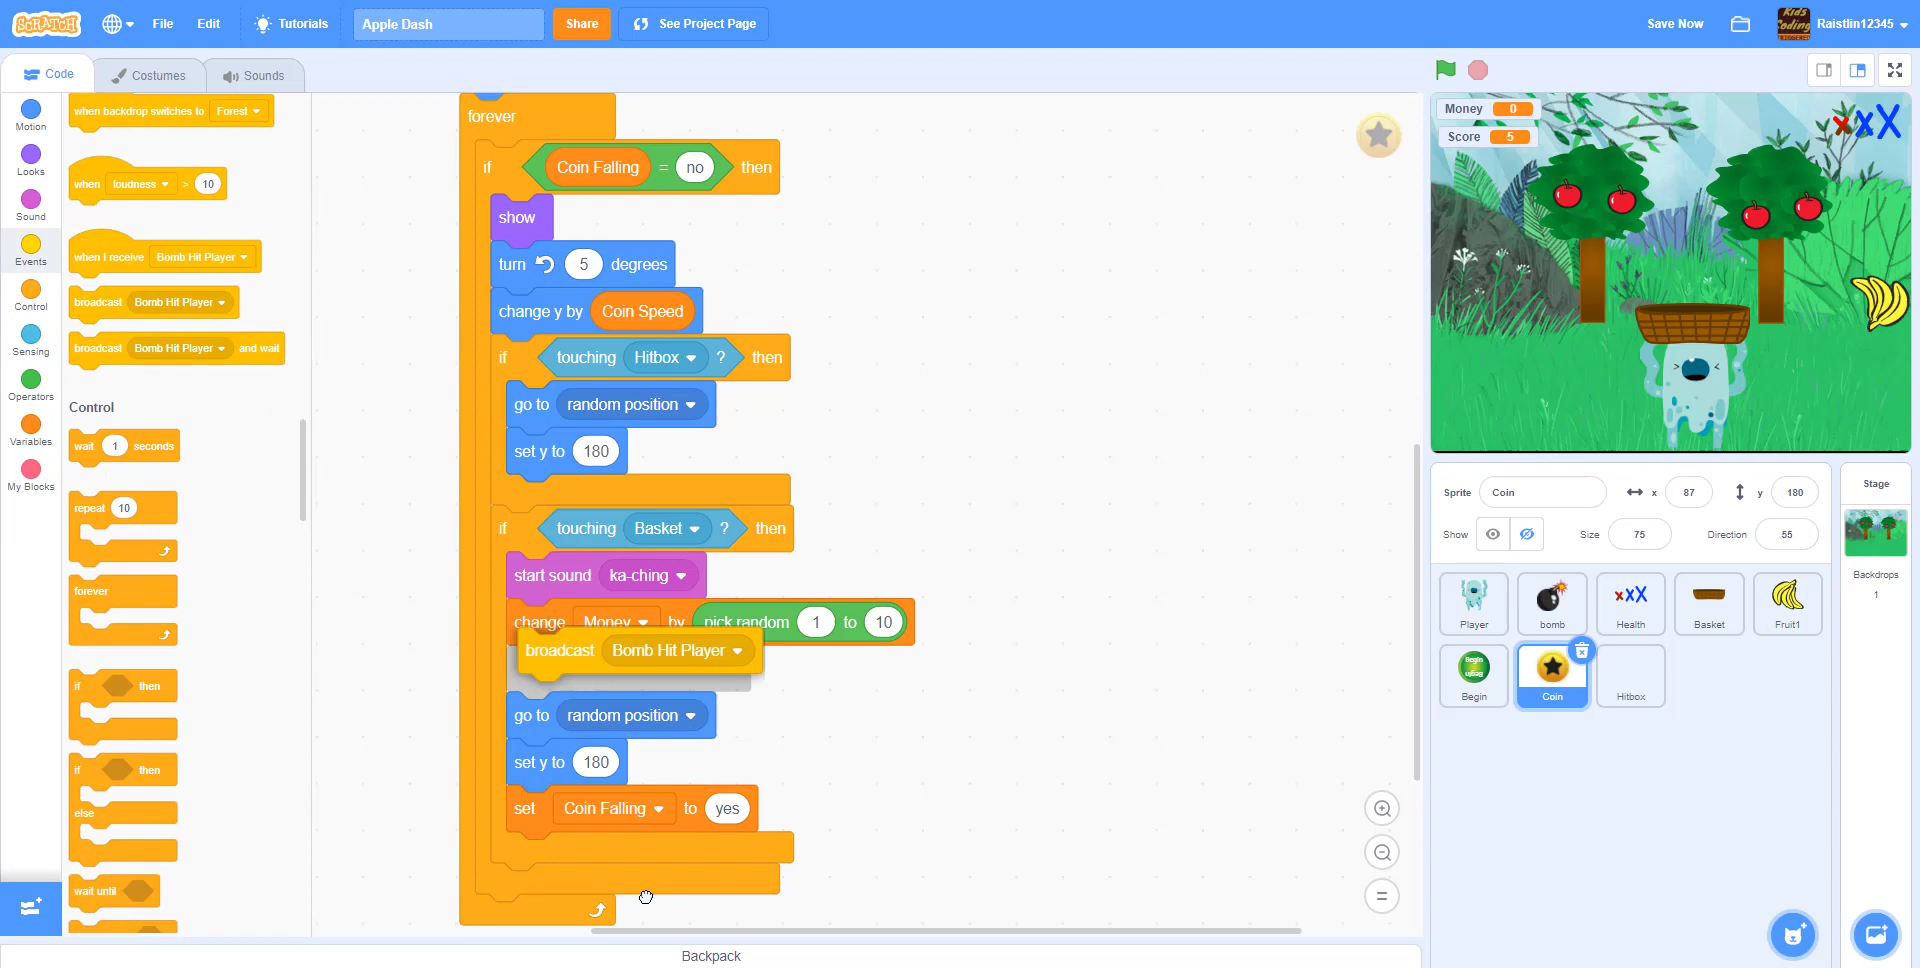 SCRATCH
File
Edit
Tutorials
Apple Dash
Share
See Project Page
Save Now
Kids
Coding
TRIGGERED
Raistlin12345
Code
Costumes
Sounds
Motion
Looks
Sound
Events
Control
Sensing
Operators
Variables
My Blocks
when backdrop switches to Forest
when loudness > 10
when I receive Bomb Hit Player
broadcast Bomb Hit Player
broadcast Bomb Hit Player and wait
Control
wait 1 seconds
repeat 10
forever
if then
if then
else
wait until
forever
if Coin Falling = no then
show
turn 5 degrees
change y by Coin Speed
if touching Hitbox ? then
go to random position
set y to 180
if touching Basket ? then
start sound ka-ching
change Money by pick random 1 to 10
broadcast Bomb Hit Player
go to random position
set y to 180
set Coin Falling to yes
Backpack
Money 0
Score 5
xXX
Sprite Coin x 87 y 180
Show Size 75 Direction 55
Player
bomb
xXX
Health
Basket
Fruit1
Begin
Begin
Begin
Coin
Hitbox
Stage
Backdrops
1